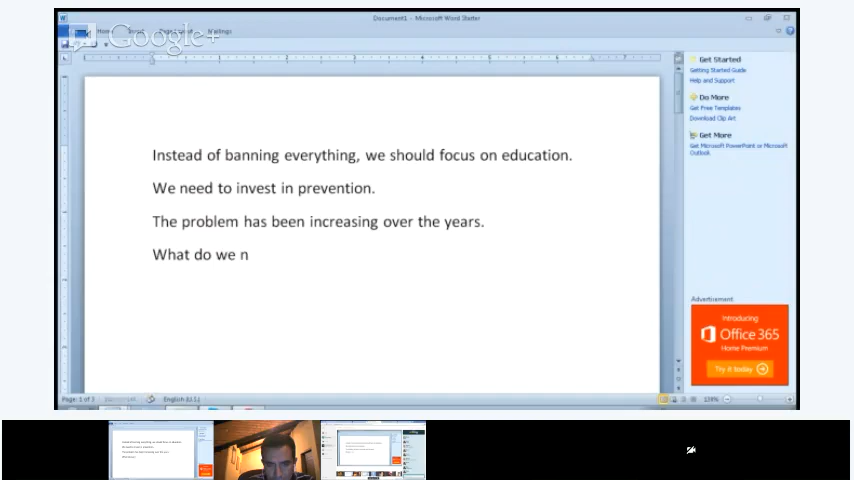 Document1 - Microsoft Word Starter
Google+
Home
Mailings
Get Started
Getting Started Guide
Help and Support
Do More
Get Free Templates
Download Clip Art
Get More
Get Microsoft PowerPoint or Microsoft
Outlook
Instead of banning everything, we should focus on education.
We need to invest in prevention.
The problem has been increasing over the years.
What do we n
Advertisement
Introducing
Office 365
Home Premium
Try it today
Page: 1 of 3
English (U.S.)